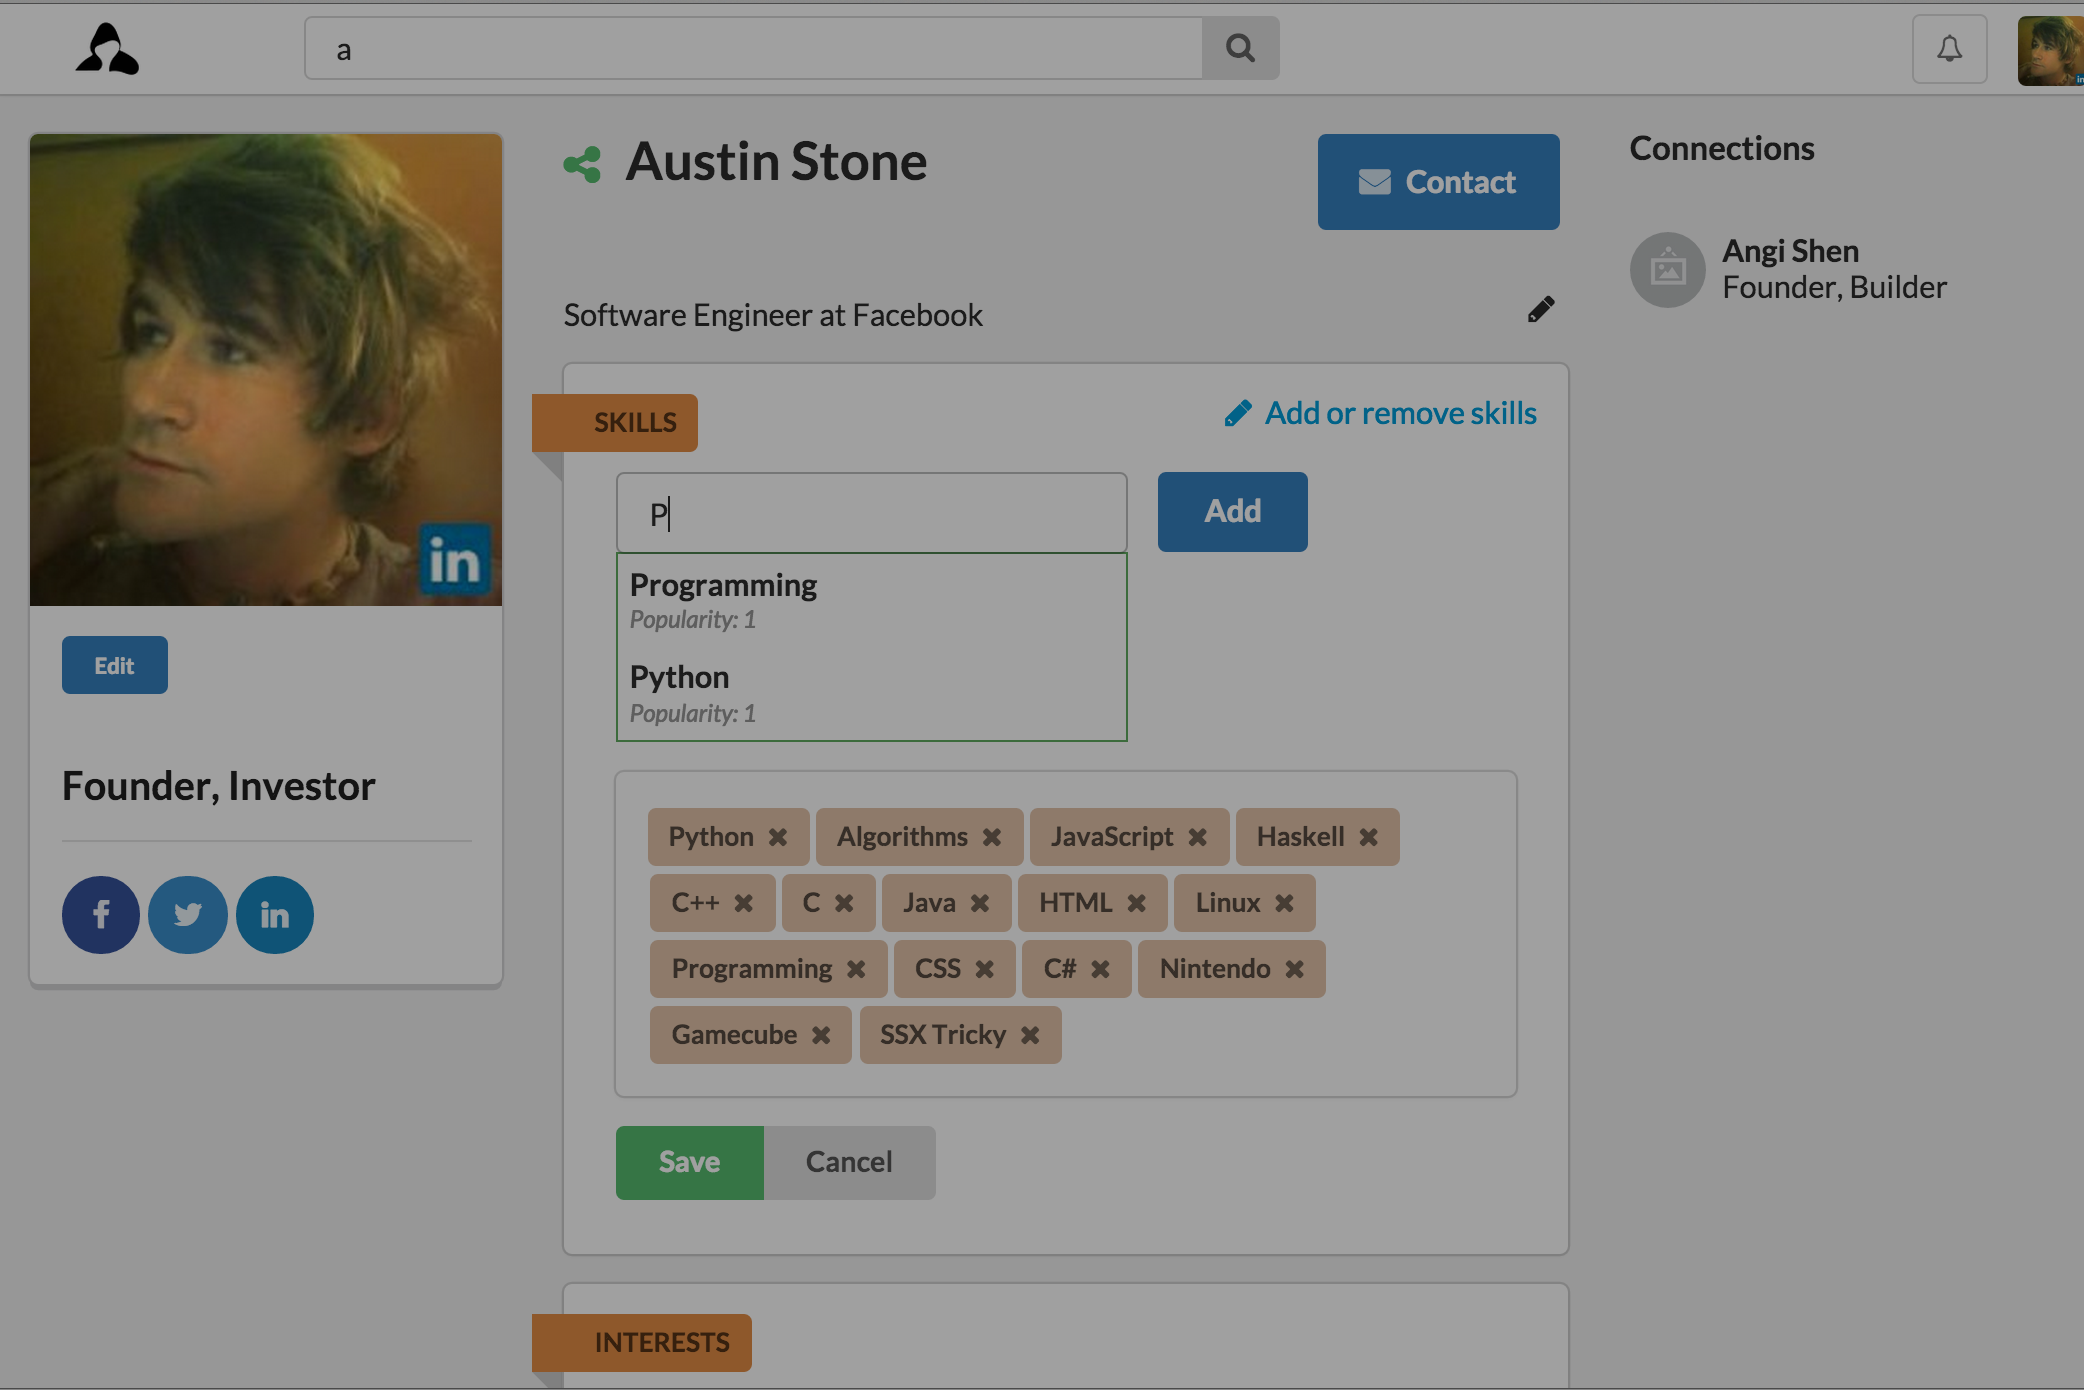 a
Austin Stone
Contact
Connections
Angi Shen
Founder, Builder
Software Engineer at Facebook
SKILLS
Add or remove skills
P
Add
Programming
Popularity: 1
Python
Popularity: 1
in
Edit
Founder, Investor
f
in
Python
Algorithms
JavaScript
Haskell
C++
C
Java
HTML
Linux
Programming
CSS
C#
Nintendo
Gamecube
SSX Tricky
Save
Cancel
INTERESTS